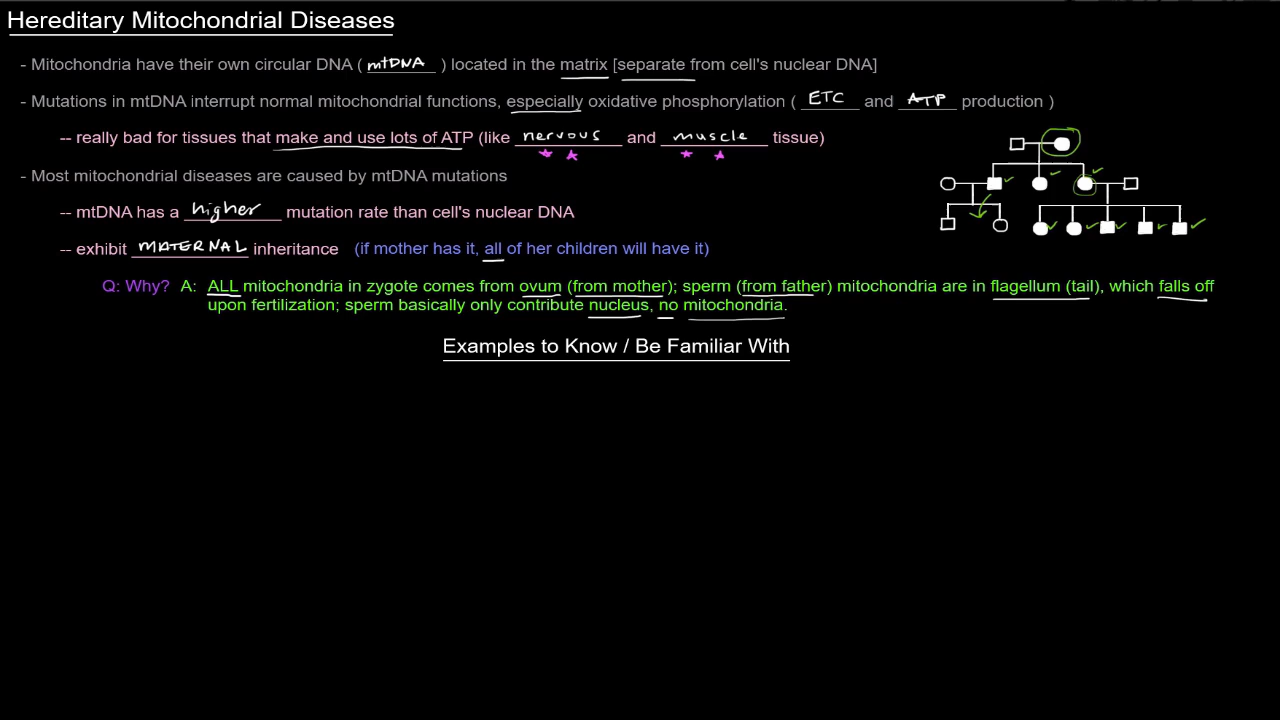 Hereditary Mitochondrial Diseases
- Mitochondria have their own circular DNA ( mtDNA ) located in the matrix [separate from cell's nuclear DNA]
- Mutations in mtDNA interrupt normal mitochondrial functions, especially oxidative phosphorylation ( ETC and ATP production )
-- really bad for tissues that make and use lots of ATP (like nervous and muscle tissue)
- Most mitochondrial diseases are caused by mtDNA mutations
-- mtDNA has a higher mutation rate than cell's nuclear DNA
-- exhibit MATERNAL inheritance (if mother has it, all of her children will have it)
Q: Why? A: ALL mitochondria in zygote comes from ovum (from mother); sperm (from father) mitochondria are in flagellum (tail), which falls off
upon fertilization; sperm basically only contribute nucleus, no mitochondria.
Examples to Know / Be Familiar With